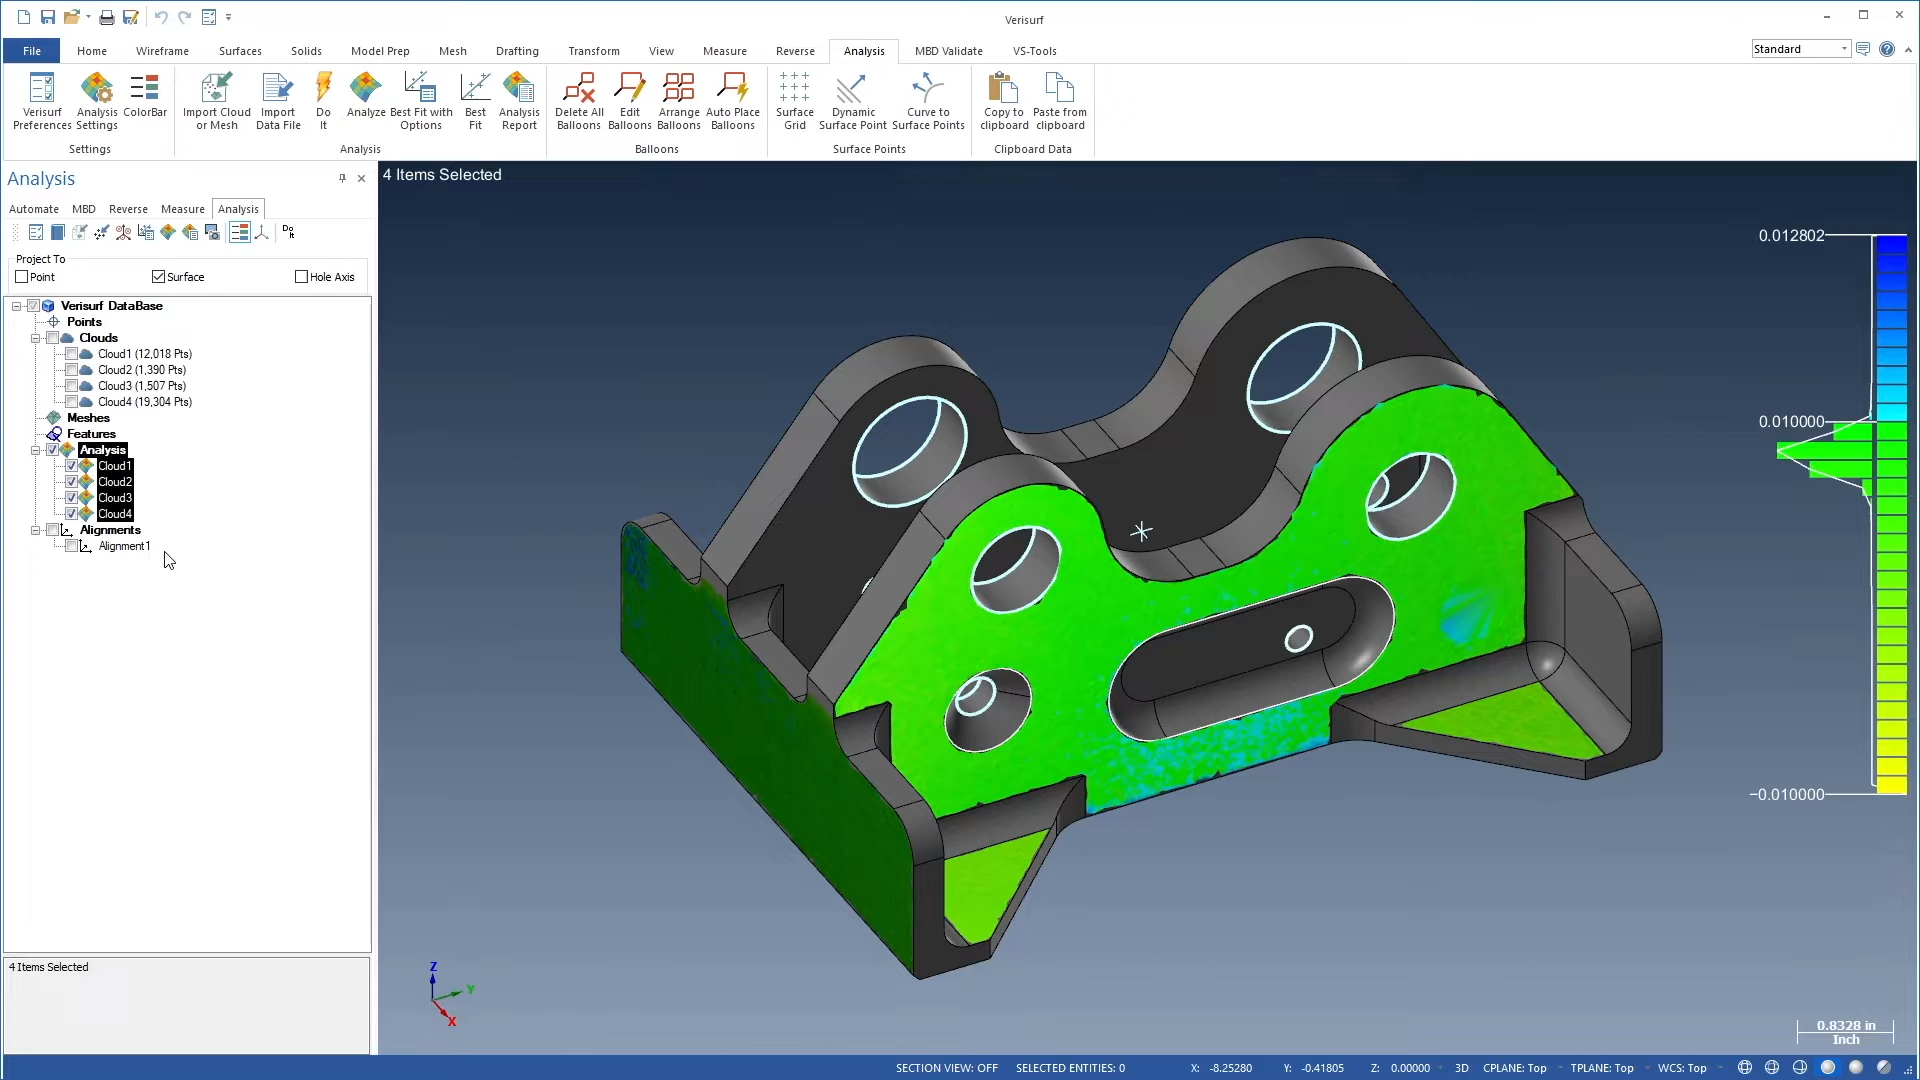 Verisurf
File Home Wireframe Surfaces Solids Model Prep Mesh Drafting Transform View Measure Reverse Analysis MBD Validate VS-Tools
Standard
Verisurf Preferences
Analysis Settings
ColorBar
Settings
Import Cloud or Mesh
Import Data File
Do It
Analyze
Best Fit with Options
Best Fit
Analysis Report
Analysis
Delete All Balloons
Edit Balloons
Arrange Balloons
Auto Place Balloons
Balloons
Surface Grid
Dynamic Surface Point
Curve to Surface Points
Surface Points
Copy to clipboard
Paste from clipboard
Clipboard Data
Analysis
Automate MBD Reverse Measure Analysis
Do It
Project To
Point Surface Hole Axis
Verisurf DataBase
Points
Clouds
Cloud1 (12,018 Pts)
Cloud2 (1,390 Pts)
Cloud3 (1,507 Pts)
Cloud4 (19,304 Pts)
Meshes
Features
Analysis
Cloud1
Cloud2
Cloud3
Cloud4
Alignments
Alignment1
4 Items Selected
4 Items Selected
0.012802
0.010000
−0.010000
Z
Y
X
0.8328 in
Inch
SECTION VIEW: OFF SELECTED ENTITIES: 0 X: -8.25280 Y: -0.41805 Z: 0.00000 3D CPLANE: Top TPLANE: Top WCS: Top